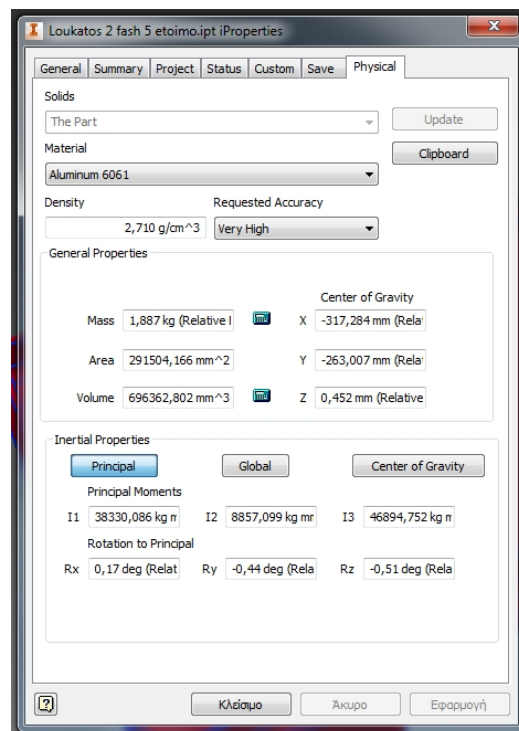 Loukatos 2 fash 5 etoimo.ipt iProperties
General Summary Project Status Custom Save Physical
Solids
The Part Update
Material Clipboard
Aluminum 6061
Density Requested Accuracy
2,710 g/cm^3 Very High
General Properties
Center of Gravity
Mass 1,887 kg (Relative X -317,284 mm (Rela
Area 291504,166 mm^2 Y -263,007 mm (Rela
Volume 696362,802 mm^3 Z 0,452 mm (Relative
Inertial Properties
Principal Global Center of Gravity
Principal Moments
I1 38330,086 kg I2 8857,099 kg I3 46894,752 kg
Rotation to Principal
Rx 0,17 deg (Relat Ry -0,44 deg (Rela Rz -0,51 deg (Rela
? Κλείσιμο Άκυρο Εφαρμογή